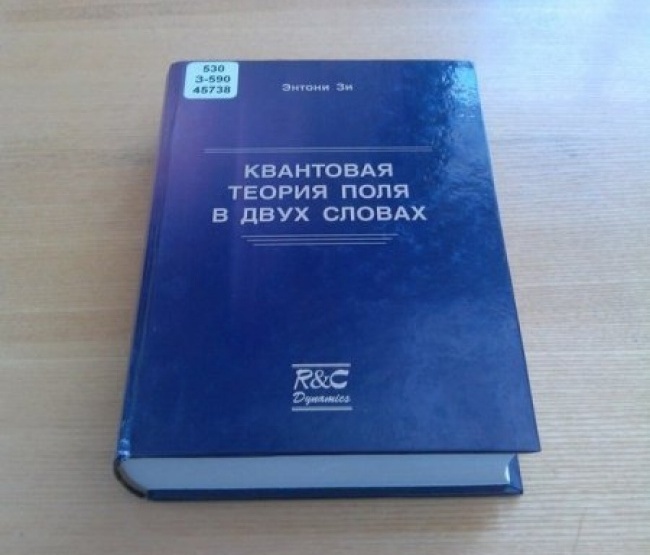 530
З-590
45738
Энтони Зи
КВАНТОВАЯ
ТЕОРИЯ ПОЛЯ
В ДВУХ СЛОВАХ
R&C
Dynamics